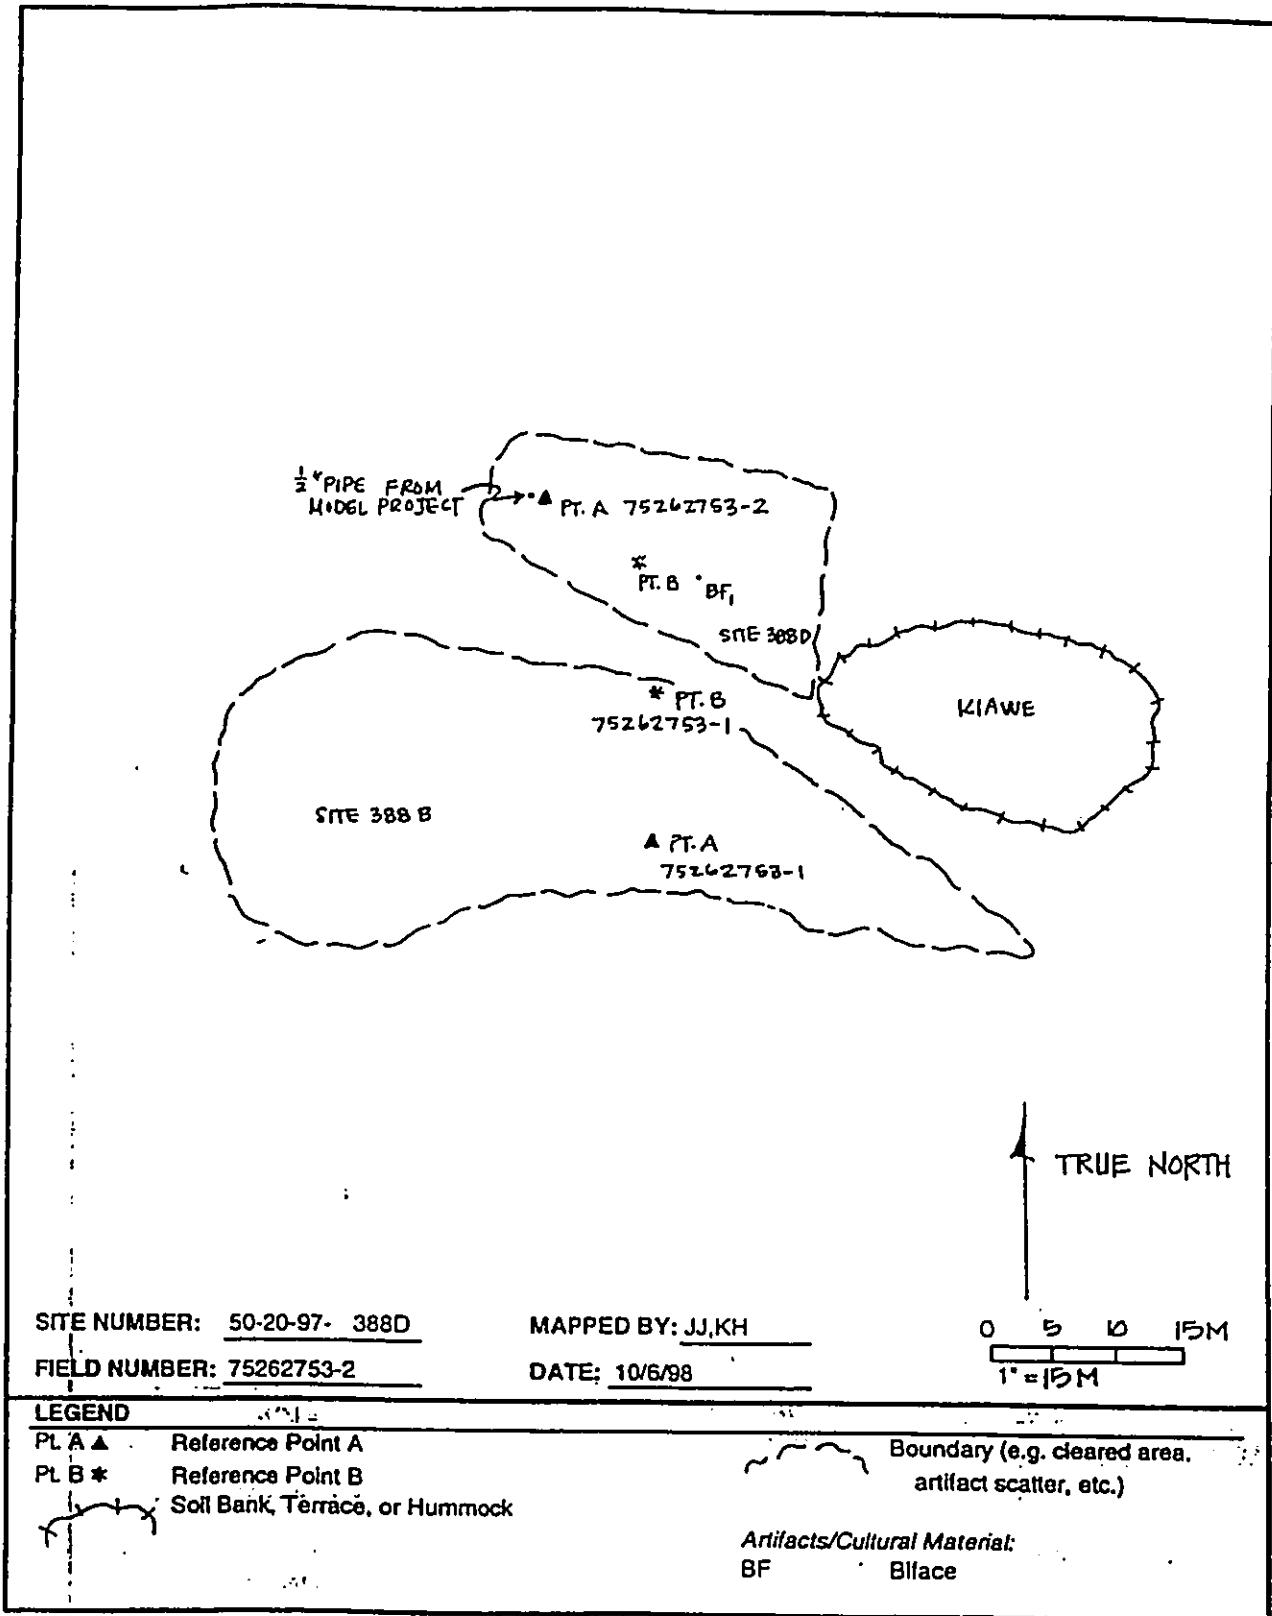 ½" PIPE FROM
MODEL PROJECT
PT. A 75262753-2
PT. B
BF₁
SITE 388D
KIAWE
PT. B
75262753-1
SITE 388 B
PT. A
75262753-1
TRUE NORTH
SITE NUMBER: 50-20-97- 388D
MAPPED BY: JJ,KH
FIELD NUMBER: 75262753-2
DATE: 10/6/98
0 5 10 15M
1" = 15 M
LEGEND
Pt. A ▲ Reference Point A
Pt. B * Reference Point B
Soil Bank, Terrace, or Hummock
Boundary (e.g. cleared area,
artifact scatter, etc.)
Artifacts/Cultural Material:
BF Biface